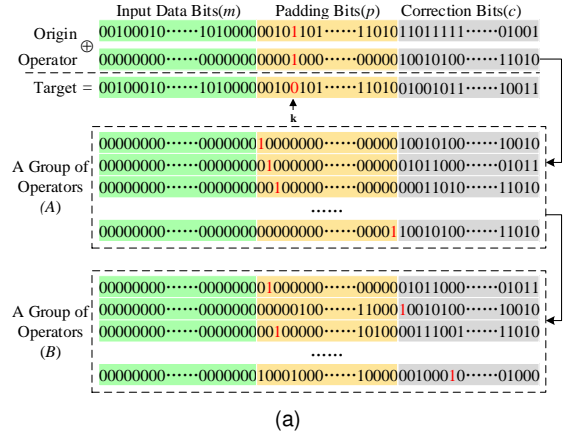 Input Data Bits(m) Padding Bits(p) Correction Bits(c)
Origin 00100010······1010000 00101101······11010 11011111······01001
⊕
Operator 00000000······0000000 00001000······00000 10010100······11010
Target = 00100010······1010000 00100101······11010 01001011······10011
k
00000000······0000000 10000000······00000 10010100······10010
A Group of 00000000······0000000 01000000······00000 01011000······01011
Operators 00000000······0000000 00100000······00000 00011010······11010
(A) ······
00000000······0000000 00000000······00001 10010100······11010
00000000······0000000 01000000······00000 01011000······01011
A Group of 00000000······0000000 00000100······11000 10010100······10010
Operators 00000000······0000000 00100000······10100 00111001······11010
(B) ······
00000000······0000000 10001000······10000 00100010······01000
(a)